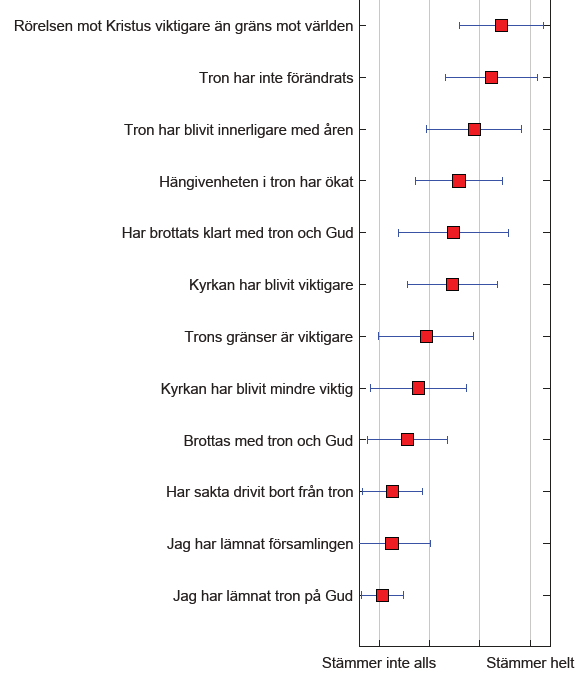 Rörelsen mot Kristus viktigare än gräns mot världen
Tron har inte förändrats
Tron har blivit innerligare med åren
Hängivenheten i tron har ökat
Har brottats klart med tron och Gud
Kyrkan har blivit viktigare
Trons gränser är viktigare
Kyrkan har blivit mindre viktig
Brottas med tron och Gud
Har sakta drivit bort från tron
Jag har lämnat församlingen
Jag har lämnat tron på Gud
Stämmer inte alls Stämmer helt